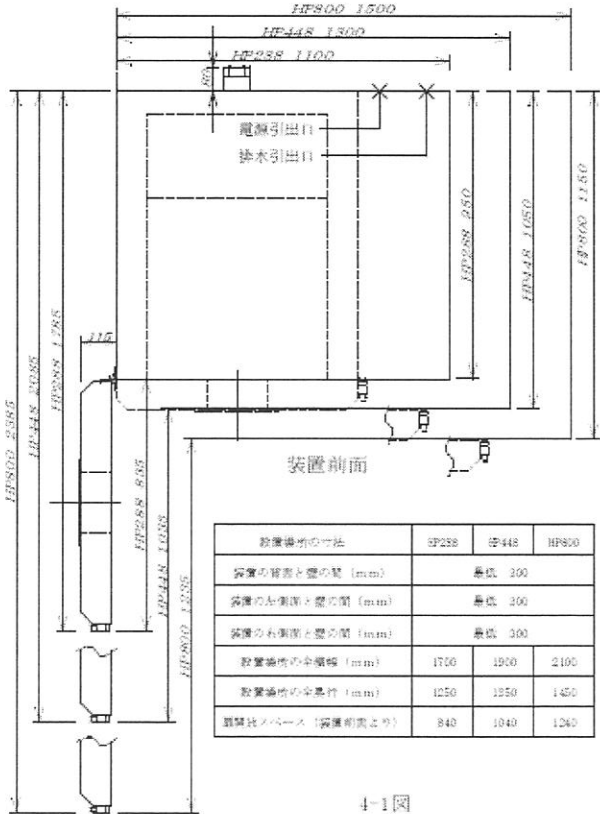 HP800 1500
HP448 1300
HP288 1100
80
電源引出口
排水引出口
HP288 950
HP448 1050
HP800 1150
115
HP288 1785
HP448 2085
HP800 2385
HP288 835
HP448 1035
HP800 1235
装置前面
設置場所の寸法 HP288 HP448 HP800
装置の背面と壁の間 (mm) 最低 300
装置の左側面と壁の間 (mm) 最低 300
装置の右側面と壁の間 (mm) 最低 300
設置場所の全横幅 (mm) 1700 1900 2100
設置場所の全奥行 (mm) 1250 1350 1450
扉開放スペース (装置前面より) 840 1040 1240
4-1図